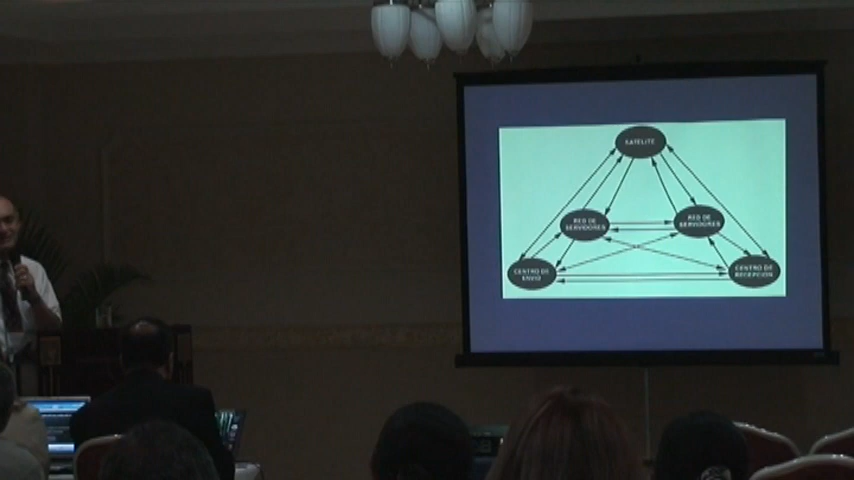 SATELITE
RED DE
SERVIDORES
RED DE
SERVIDORES
CENTRO DE
ENVIO
CENTRO DE
RECEPCION